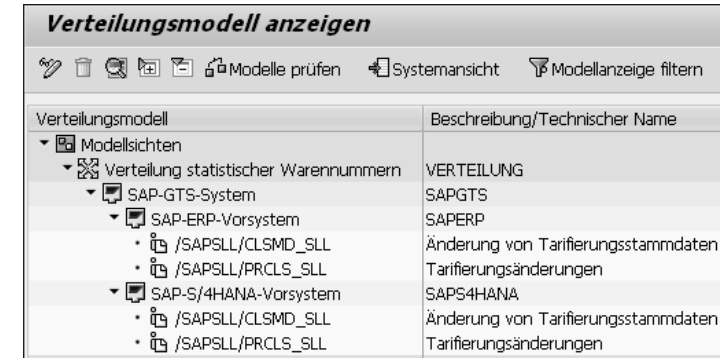 Verteilungsmodell anzeigen
Modelle prüfen Systemansicht Modellanzeige filtern
Verteilungsmodell Beschreibung/Technischer Name
Modellsichten
Verteilung statistischer Warennummern VERTEILUNG
SAP-GTS-System SAPGTS
SAP-ERP-Vorsystem SAPERP
/SAPSLL/CLSMD_SLL Änderung von Tarifierungsstammdaten
/SAPSLL/PRCLS_SLL Tarifierungsänderungen
SAP-S/4HANA-Vorsystem SAPS4HANA
/SAPSLL/CLSMD_SLL Änderung von Tarifierungsstammdaten
/SAPSLL/PRCLS_SLL Tarifierungsänderungen